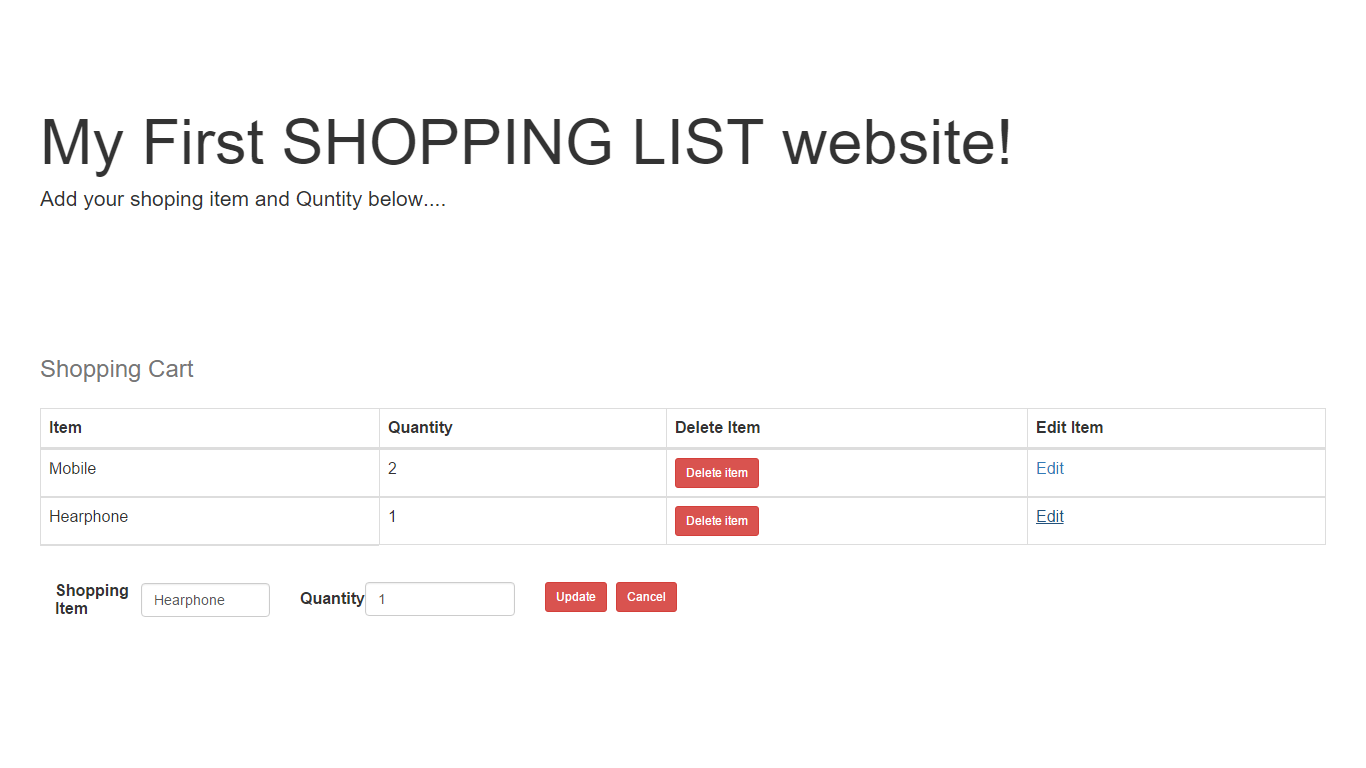 My First SHOPPING LIST website!
Add your shoping item and Quntity below....
Shopping Cart
Item Quantity Delete Item Edit Item
Mobile 2 Delete item Edit
Hearphone 1 Delete item Edit
Shopping
Item Hearphone Quantity 1 Update Cancel